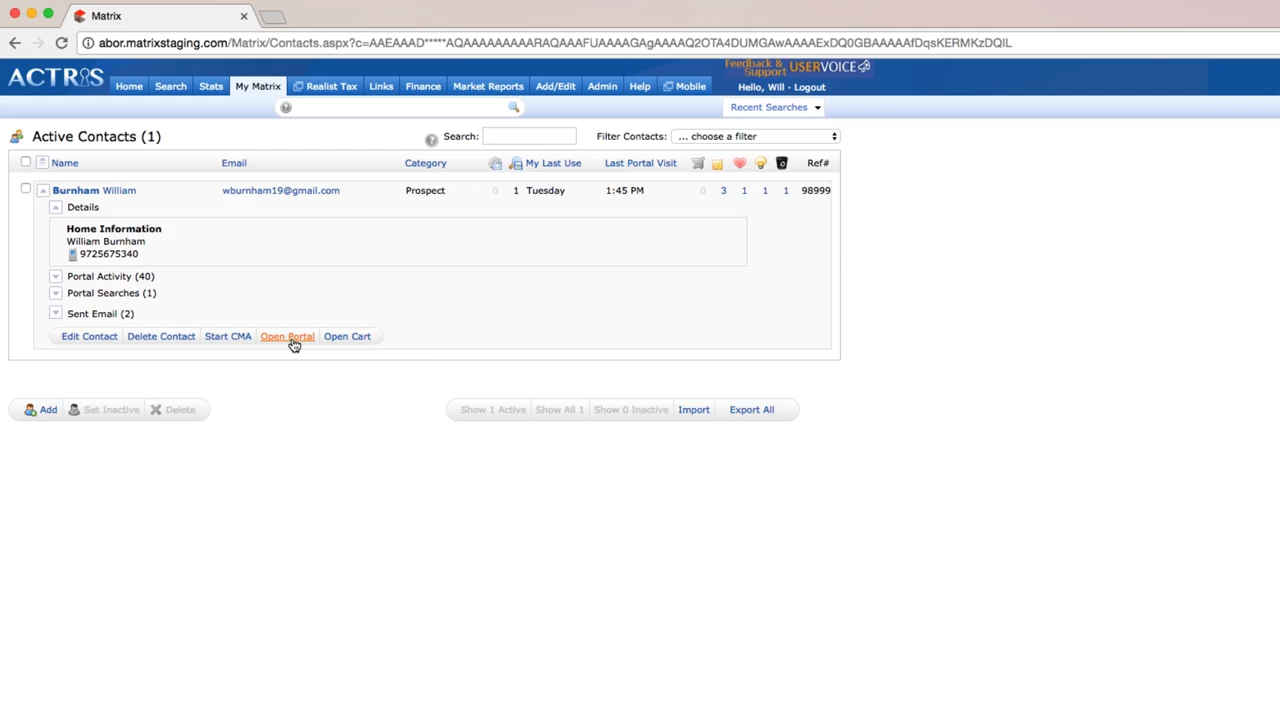 Matrix
abor.matrixstaging.com/Matrix/Contacts.aspx?c=AAEAAAD*****AQAAAAAAAAARAQAAAFUAAAAGAgAAAAQ2OTA4DUMGAwAAAAExDQ0GBAAAAAfDqsKERMKzDQIL
Feedback & Support USERVOICE
ACTRIS Home Search Stats My Matrix Realist Tax Links Finance Market Reports Add/Edit Admin Help Mobile Hello, Will · Logout
Recent Searches
Active Contacts (1) Search: Filter Contacts: ... choose a filter
Name Email Category My Last Use Last Portal Visit Ref#
Burnham William wburnham19@gmail.com Prospect 0 1 Tuesday 1:45 PM 0 3 1 1 1 98999
Details
Home Information
William Burnham
9725675340
Portal Activity (40)
Portal Searches (1)
Sent Email (2)
Edit Contact Delete Contact Start CMA Open Portal Open Cart
Add Set Inactive Delete Show 1 Active Show All 1 Show 0 Inactive Import Export All